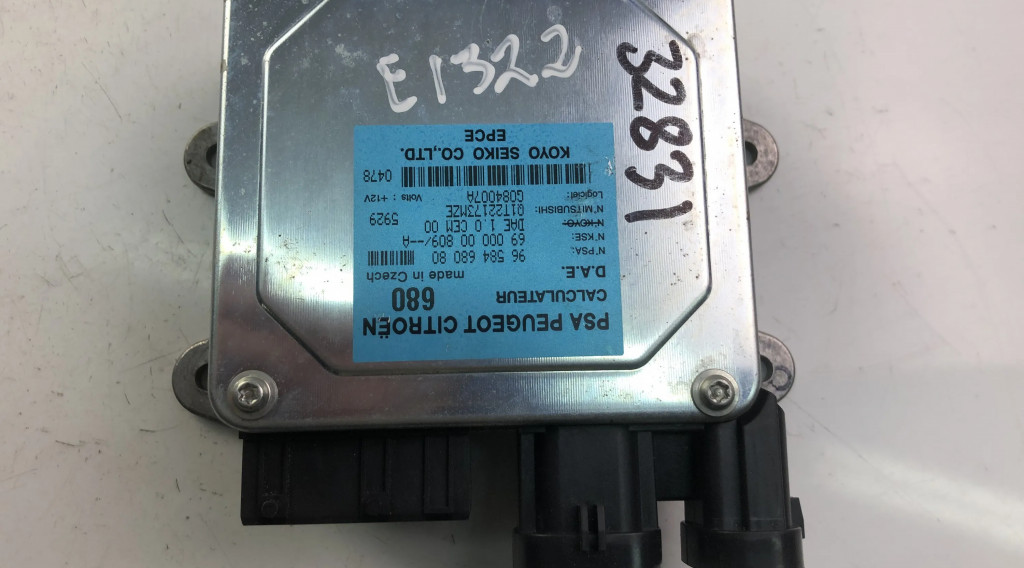 E1322
32831
PSA PEUGEOT CITROËN
CALCULATEUR 680
D.A.E. made in Czech
N°PSA: 96 584 680 80
N°KSE: 69 000 00 809/--A
N°KOYO: DAE 1.0 CEM 00
N°MITSUBISHI: Q1T22173MZE 5929
Logiciel: G084007A Volts : +12V
0478
KOYO SEIKO CO.,LTD.
EPCE